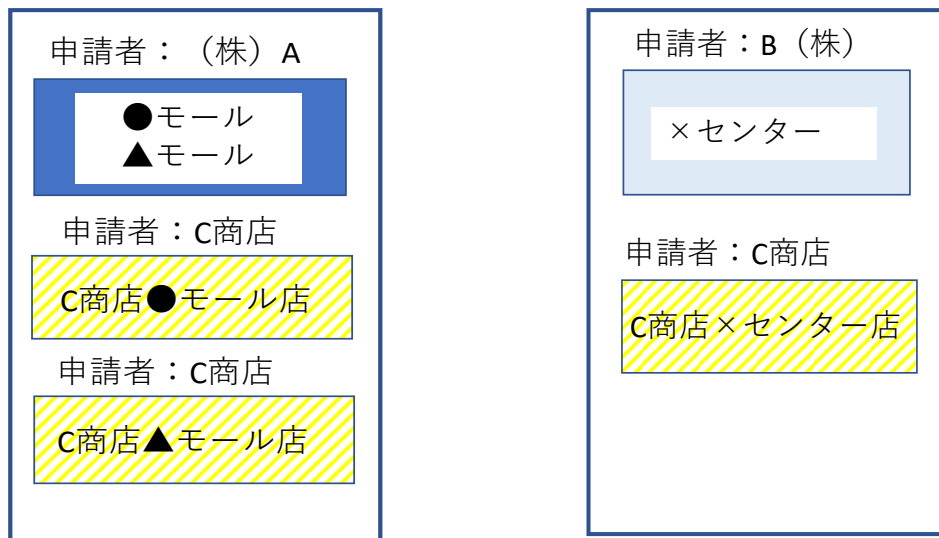 申請者：（株）A
●モール
▲モール
申請者：C商店
C商店●モール店
申請者：C商店
C商店▲モール店
申請者：B（株）
×センター
申請者：C商店
C商店×センター店